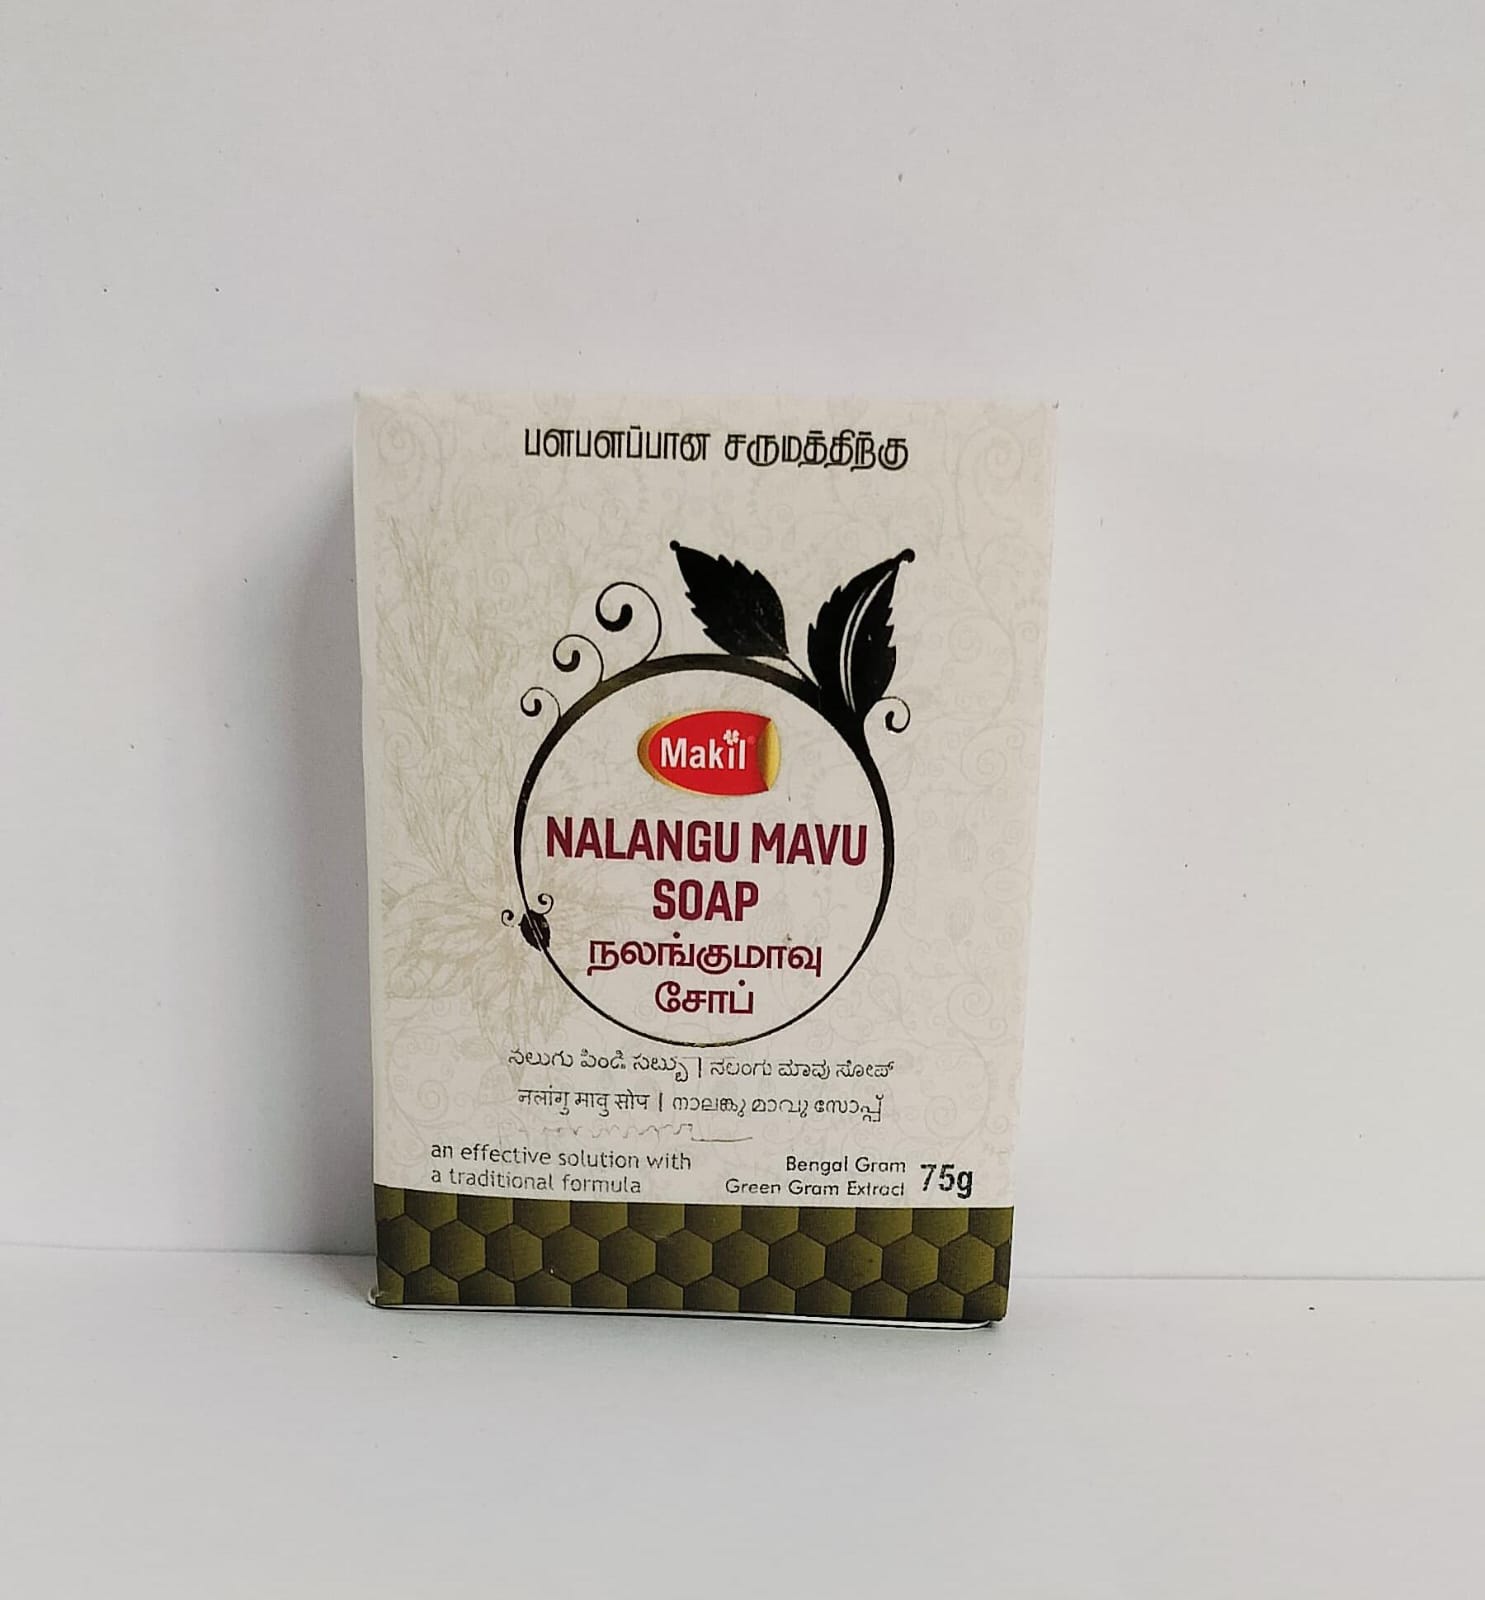 பளபளப்பான சருமத்திற்கு
Makil
NALANGU MAVU
SOAP
நலங்குமாவு
சோப்
నలుగు పిండి సబ్బు | ನಲಂಗು ಮಾವು ಸೋಪ್
नलांगु मावु सोप | നാലങ്കു മാവു സോപ്പ്
an effective solution with
a traditional formula
Bengal Gram
Green Gram Extract
75g